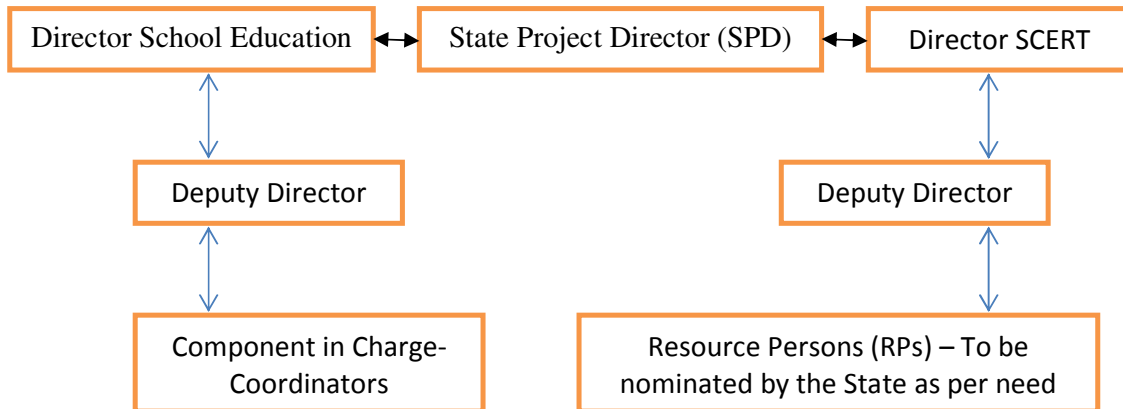 Director School Education
State Project Director (SPD)
Director SCERT
Deputy Director
Deputy Director
Component in Charge-
Coordinators
Resource Persons (RPs) – To be
nominated by the State as per need